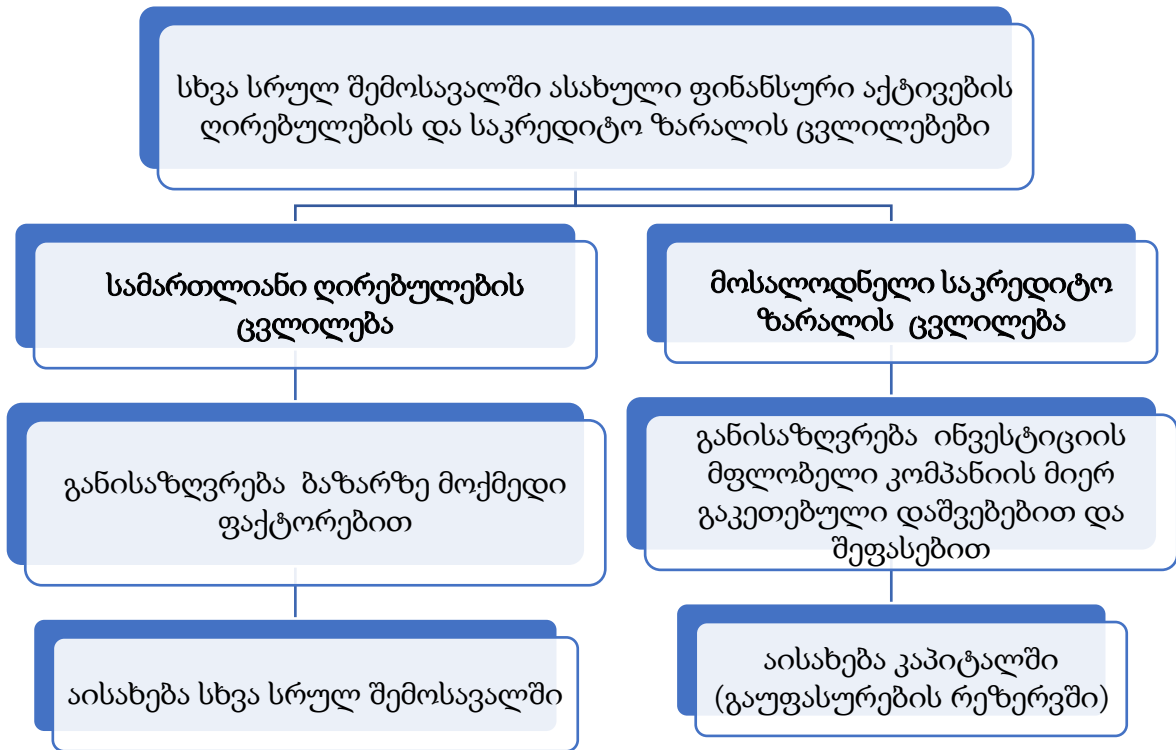 სხვა სრულ შემოსავალში ასახული ფინანსური აქტივების
ღირებულების და საკრედიტო ზარალის ცვლილებები
სამართლიანი ღირებულების
ცვლილება
განისაზღვრება ბაზარზე მოქმედი
ფაქტორებით
აისახება სხვა სრულ შემოსავალში
მოსალოდნელი საკრედიტო
ზარალის ცვლილება
განისაზღვრება ინვესტიციის
მფლობელი კომპანიის მიერ
გაკეთებული დაშვებებით და
შეფასებით
აისახება კაპიტალში
(გაუფასურების რეზერვში)